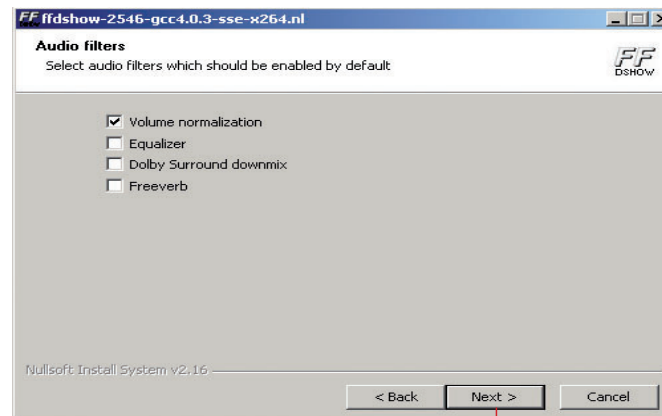 ffdshow-2546-gcc4.0.3-sse-x264.nl
Audio filters
Select audio filters which should be enabled by default
FF
DSHOW
Volume normalization
Equalizer
Dolby Surround downmix
Freeverb
Nullsoft Install System v2.16
< Back Next > Cancel